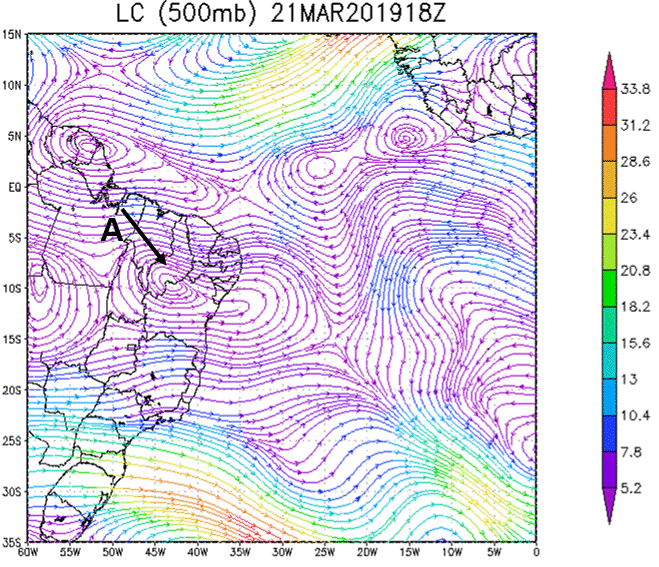 LC (500mb) 21MAR201918Z
15N
10N
5N
EQ
5S
10S
15S
20S
25S
30S
35S
60W 55W 50W 45W 40W 35W 30W 25W 20W 15W 10W 5W 0
A
33.8
31.2
28.6
26
23.4
20.8
18.2
15.6
13
10.4
7.8
5.2